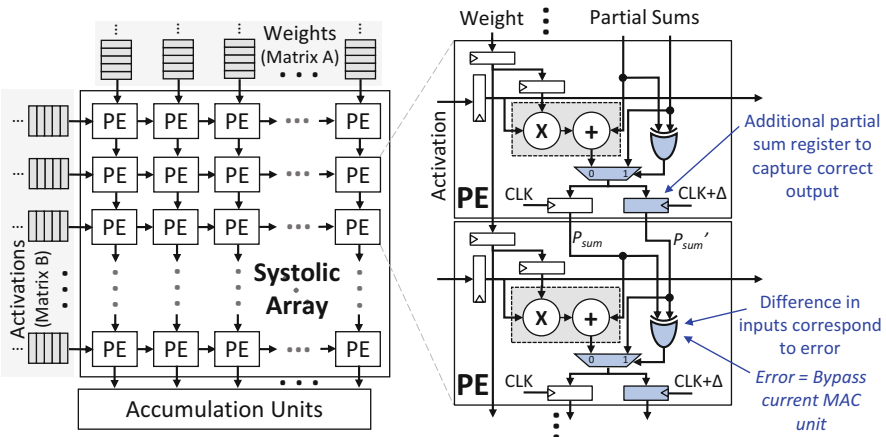 Weights
(Matrix A)
PE PE PE PE
PE PE PE PE
PE PE PE PE
PE PE PE PE
Activations
(Matrix B)
Systolic
Array
Accumulation Units
Weight
Partial Sums
Activation
X
+
0 1
PE
CLK
CLK+Δ
Additional partial
sum register to
capture correct
output
Psum
Psum′
X
+
0 1
PE
CLK
CLK+Δ
Difference in
inputs correspond
to error
Error = Bypass
current MAC
unit